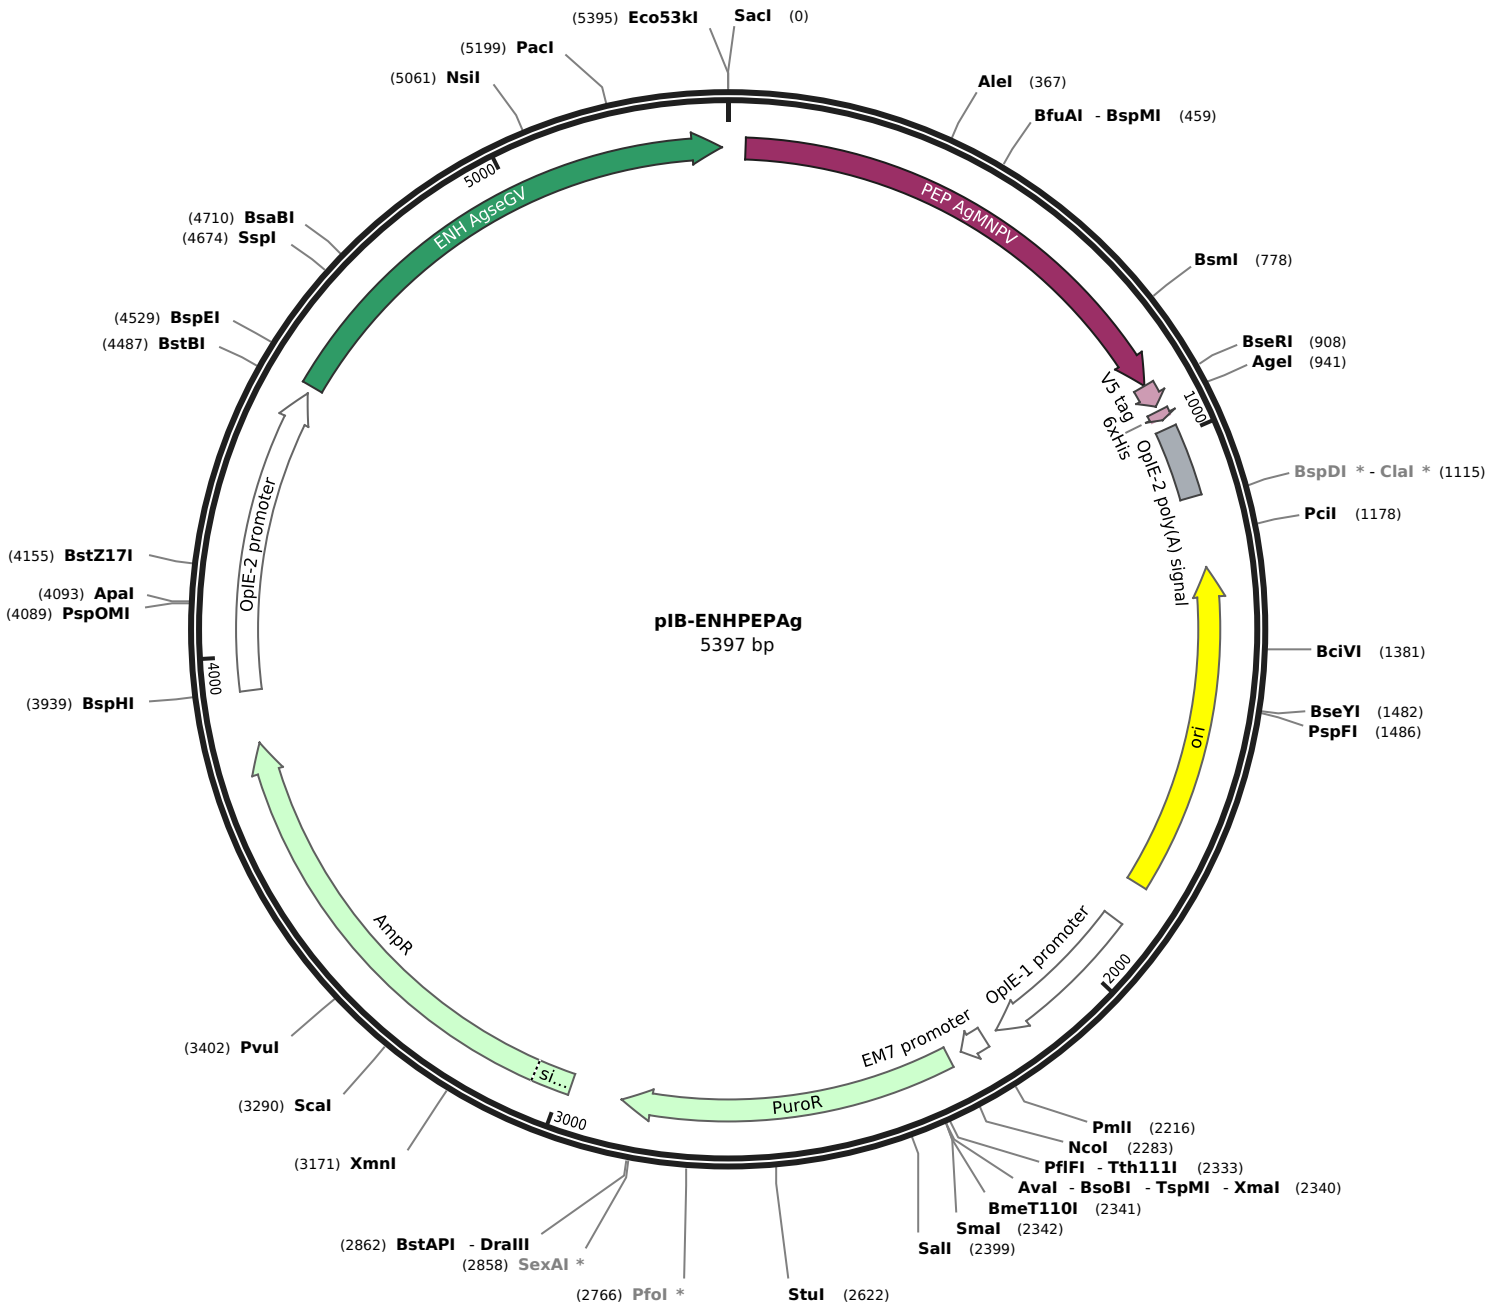 (5395) Eco53kI
SacI (0)
(5199) PacI
(5061) NsiI
AleI (367)
BfuAI - BspMI (459)
5000
ENH AgseGV
PEP AgMNPV
(4710) BsaBI
(4674) SspI
BsmI (778)
(4529) BspEI
(4487) BstBI
BseRI (908)
AgeI (941)
V5 tag
1000
6xHis
OpIE-2 poly(A) signal
BspDI * - ClaI * (1115)
PciI (1178)
OpIE-2 promoter
(4155) BstZ17I
(4093) ApaI
(4089) PspOMI
pIB-ENHPEPAg
5397 bp
BciVI (1381)
4000
(3939) BspHI
BseYI (1482)
PspFI (1486)
ori
AmpR
OpIE-1 promoter
2000
EM7 promoter
(3402) PvuI
si...
PuroR
(3290) ScaI
3000
PmlI (2216)
NcoI (2283)
(3171) XmnI
PflFI - Tth111I (2333)
AvaI - BsoBI - TspMI - XmaI (2340)
BmeT110I (2341)
SmaI (2342)
(2862) BstAPI - DraIII
SalI (2399)
(2858) SexAI *
(2766) PfoI *
StuI (2622)